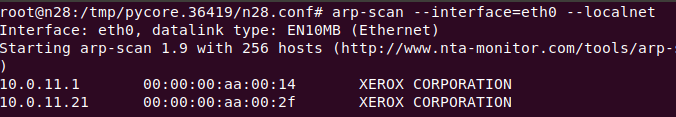 root@n28:/tmp/pycore.36419/n28.conf# arp-scan --interface=eth0 --localnet
Interface: eth0, datalink type: EN10MB (Ethernet)
Starting arp-scan 1.9 with 256 hosts (http://www.nta-monitor.com/tools/arp-s
)
10.0.11.1 00:00:00:aa:00:14 XEROX CORPORATION
10.0.11.21 00:00:00:aa:00:2f XEROX CORPORATION